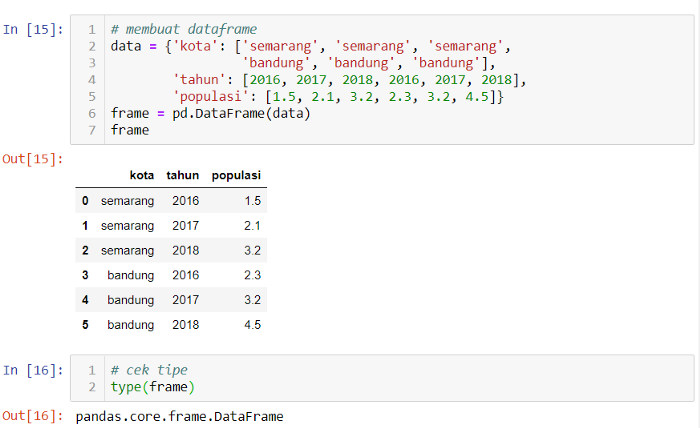 In [15]:
1 # membuat dataframe
2 data = {'kota': ['semarang', 'semarang', 'semarang',
3 'bandung', 'bandung', 'bandung'],
4 'tahun': [2016, 2017, 2018, 2016, 2017, 2018],
5 'populasi': [1.5, 2.1, 3.2, 2.3, 3.2, 4.5]}
6 frame = pd.DataFrame(data)
7 frame
Out[15]:
kota tahun populasi
0 semarang 2016 1.5
1 semarang 2017 2.1
2 semarang 2018 3.2
3 bandung 2016 2.3
4 bandung 2017 3.2
5 bandung 2018 4.5
In [16]:
1 # cek tipe
2 type(frame)
Out[16]: pandas.core.frame.DataFrame